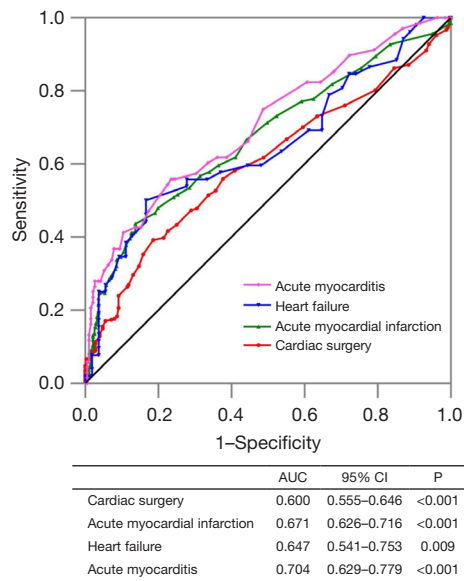 1.0
0.8
0.6
0.4
0.2
0.0
Sensitivity
Acute myocarditis
Heart failure
Acute myocardial infarction
Cardiac surgery
0.0 0.2 0.4 0.6 0.8 1.0
1–Specificity
AUC 95% CI P
Cardiac surgery 0.600 0.555–0.646 <0.001
Acute myocardial infarction 0.671 0.626–0.716 <0.001
Heart failure 0.647 0.541–0.753 0.009
Acute myocarditis 0.704 0.629–0.779 <0.001